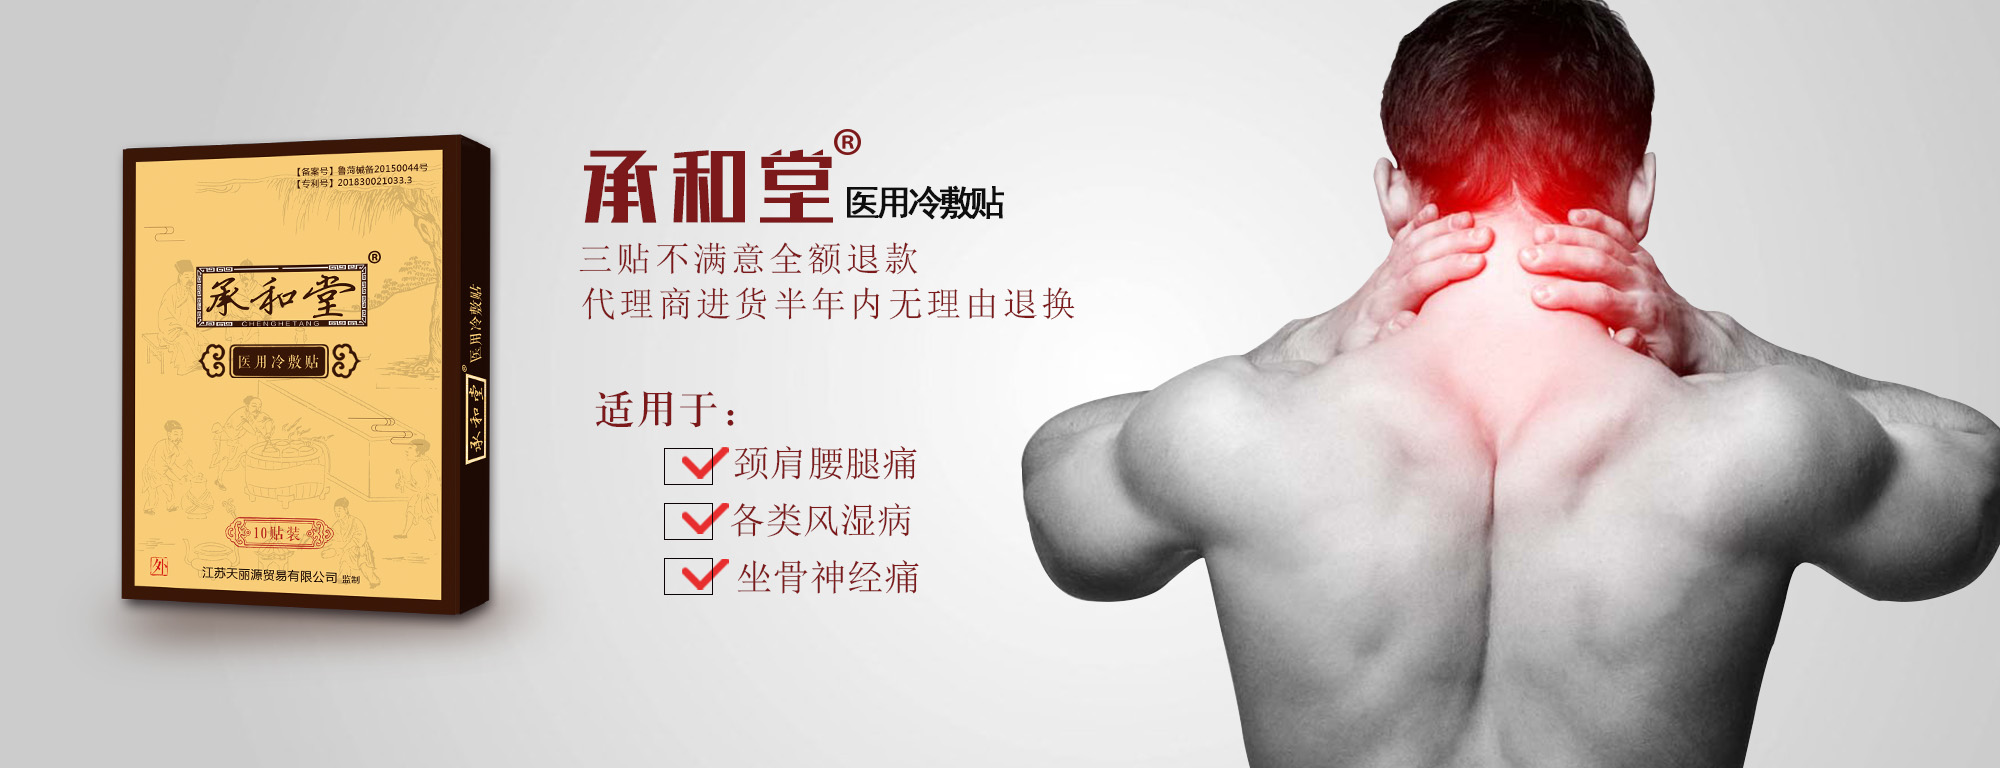 【备案号】鲁菏械备20150044号
【专利号】201830021033.3
承和堂®
CHENGHETANG
医用冷敷贴
10贴装
外
江苏天丽源贸易有限公司 监制
承和堂® 医用冷敷贴
承和堂® 医用冷敷贴
三贴不满意全额退款
代理商进货半年内无理由退换
适用于：
颈肩腰腿痛
各类风湿病
坐骨神经痛